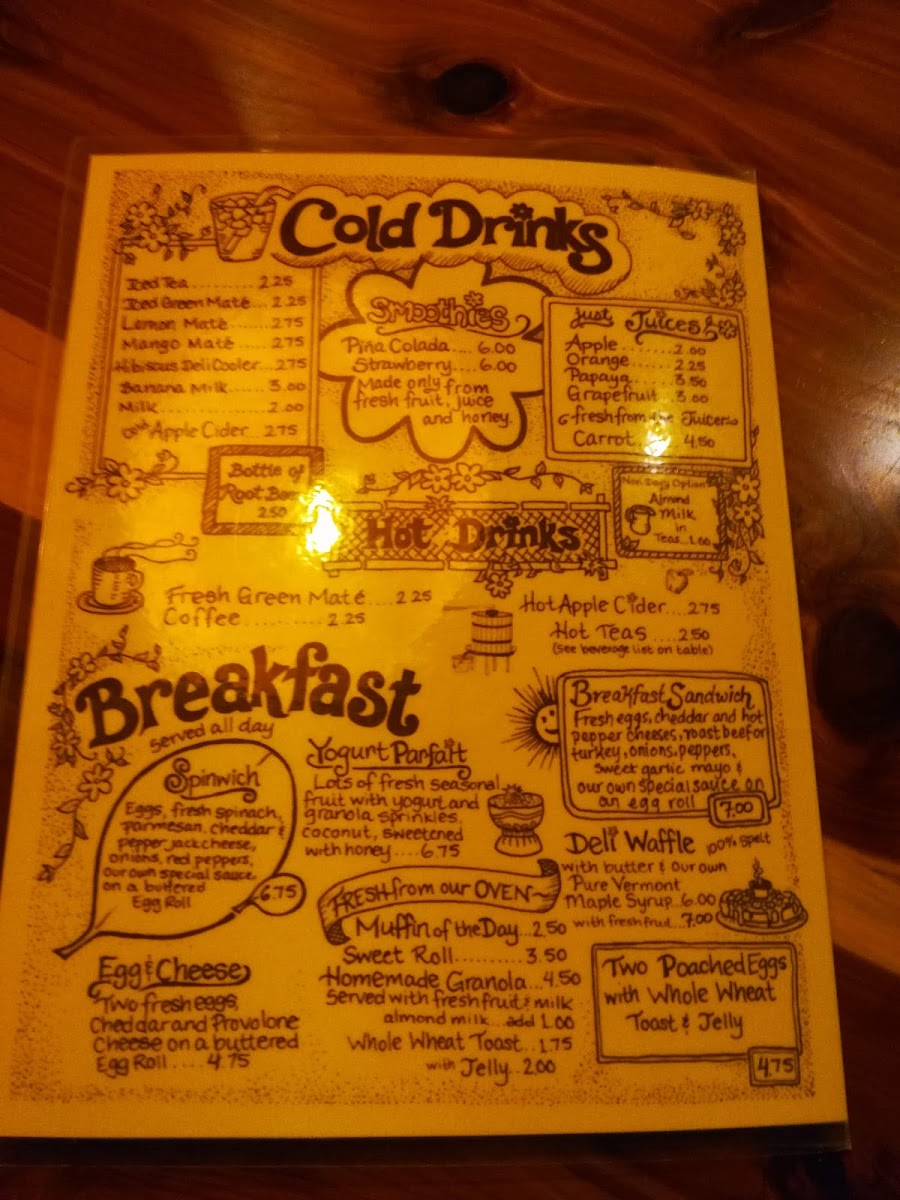 Cold Drinks
Iced Tea.......... 2.25
Iced Green Maté... 2.25
Lemon Maté.......2.75
Mango Maté ......2.75
Hibiscus Deli Cooler...2.75
Banana Milk.......3.00
Milk................2.00
Cold Apple Cider...2.75
Bottle of
Root Beer
2.50
Smoothies
Piña Colada.... 6.00
Strawberry.... 6.00
Made only from
fresh fruit, juice
and honey.
Just Juices
Apple ........2.00
Orange ....... 2.25
Papaya.......3.50
Grapefruit...3.00
fresh from the Juicer
Carrot.....4.50
Non Dairy Option
Almond
Milk
in
Teas...1.00
Hot Drinks
Fresh Green Maté....2.25
Coffee..........2.25
Hot Apple Cider....2.75
Hot Teas ....2.50
(see beverage list on table)
Breakfast
served all day
Spinwich
Eggs, fresh spinach,
parmesan, cheddar &
pepper jack cheese,
onions, red peppers,
our own special sauce,
on a buttered
Egg Roll
6.75
Egg & Cheese
Two fresh eggs,
Cheddar and Provolone
Cheese on a buttered
Egg Roll .... 4.75
Yogurt Parfait
Lots of fresh seasonal
fruit with yogurt and
granola sprinkles,
coconut, sweetened
with honey....6.75
FRESH from our OVEN
Muffin of the Day...2.50
Sweet Roll..........3.50
Homemade Granola...4.50
Served with fresh fruit & milk
almond milk...add 1.00
Whole Wheat Toast...1.75
with Jelly..2.00
Breakfast Sandwich
Fresh eggs, cheddar and hot
pepper cheeses, roast beef or
turkey, onions, peppers,
sweet garlic mayo &
our own special sauce on
an egg roll
7.00
Deli Waffle 100% spelt
with butter & our own
Pure Vermont
Maple Syrup..6.00
with fresh fruit...7.00
Two Poached Eggs
with Whole Wheat
Toast & Jelly
4.75